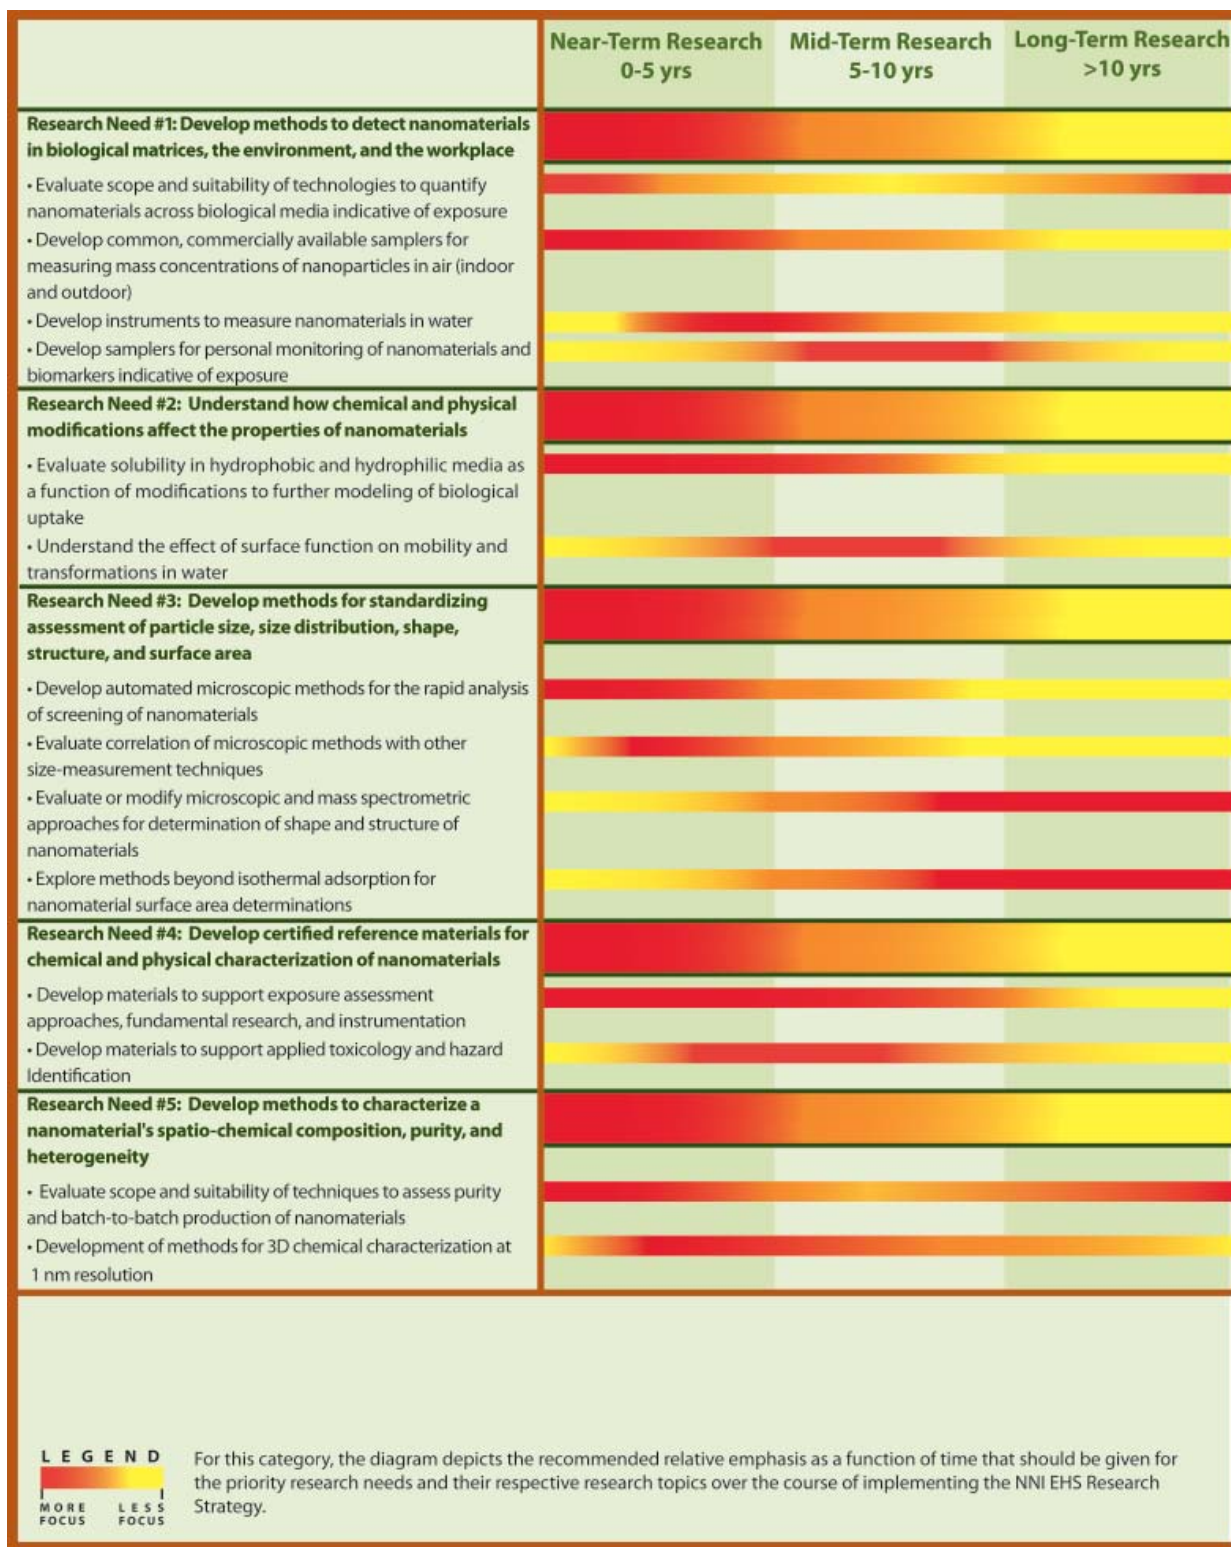 Near-Term Research Mid-Term Research Long-Term Research
0-5 yrs 5-10 yrs >10 yrs
Research Need #1: Develop methods to detect nanomaterials
in biological matrices, the environment, and the workplace
• Evaluate scope and suitability of technologies to quantify
nanomaterials across biological media indicative of exposure
• Develop common, commercially available samplers for
measuring mass concentrations of nanoparticles in air (indoor
and outdoor)
• Develop instruments to measure nanomaterials in water
• Develop samplers for personal monitoring of nanomaterials and
biomarkers indicative of exposure
Research Need #2: Understand how chemical and physical
modifications affect the properties of nanomaterials
• Evaluate solubility in hydrophobic and hydrophilic media as
a function of modifications to further modeling of biological
uptake
• Understand the effect of surface function on mobility and
transformations in water
Research Need #3: Develop methods for standardizing
assessment of particle size, size distribution, shape,
structure, and surface area
• Develop automated microscopic methods for the rapid analysis
of screening of nanomaterials
• Evaluate correlation of microscopic methods with other
size-measurement techniques
• Evaluate or modify microscopic and mass spectrometric
approaches for determination of shape and structure of
nanomaterials
• Explore methods beyond isothermal adsorption for
nanomaterial surface area determinations
Research Need #4: Develop certified reference materials for
chemical and physical characterization of nanomaterials
• Develop materials to support exposure assessment
approaches, fundamental research, and instrumentation
• Develop materials to support applied toxicology and hazard
Identification
Research Need #5: Develop methods to characterize a
nanomaterial's spatio-chemical composition, purity, and
heterogeneity
• Evaluate scope and suitability of techniques to assess purity
and batch-to-batch production of nanomaterials
• Development of methods for 3D chemical characterization at
1 nm resolution
LEGEND
MORE LESS
FOCUS FOCUS
For this category, the diagram depicts the recommended relative emphasis as a function of time that should be given for
the priority research needs and their respective research topics over the course of implementing the NNI EHS Research
Strategy.